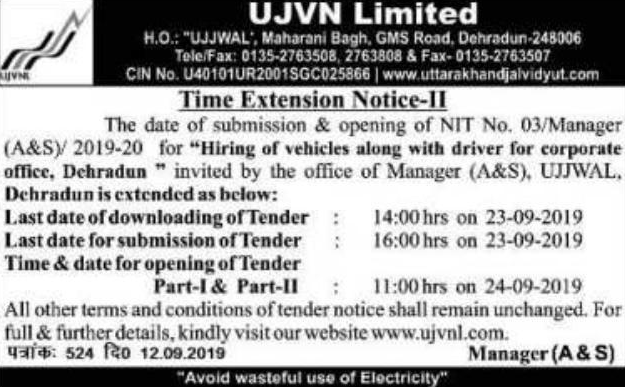 UJVN Limited
H.O.: "UJJWAL', Maharani Bagh, GMS Road, Dehradun-248006
Tele/Fax: 0135-2763508, 2763808 & Fax- 0135-2763507
CIN No. U40101UR2001SGC025866 | www.uttarakhandjalvidyut.com
UJVNL
Time Extension Notice-II
The date of submission & opening of NIT No. 03/Manager
(A&S)/ 2019-20 for "Hiring of vehicles along with driver for corporate
office, Dehradun " invited by the office of Manager (A&S), UJJWAL,
Dehradun is extended as below:
Last date of downloading of Tender : 14:00 hrs on 23-09-2019
Last date for submission of Tender : 16:00 hrs on 23-09-2019
Time & date for opening of Tender
Part-I & Part-II : 11:00 hrs on 24-09-2019
All other terms and conditions of tender notice shall remain unchanged. For
full & further details, kindly visit our website www.ujvnl.com.
पत्रांक: 524 दि0 12.09.2019 Manager (A & S)
"Avoid wasteful use of Electricity"